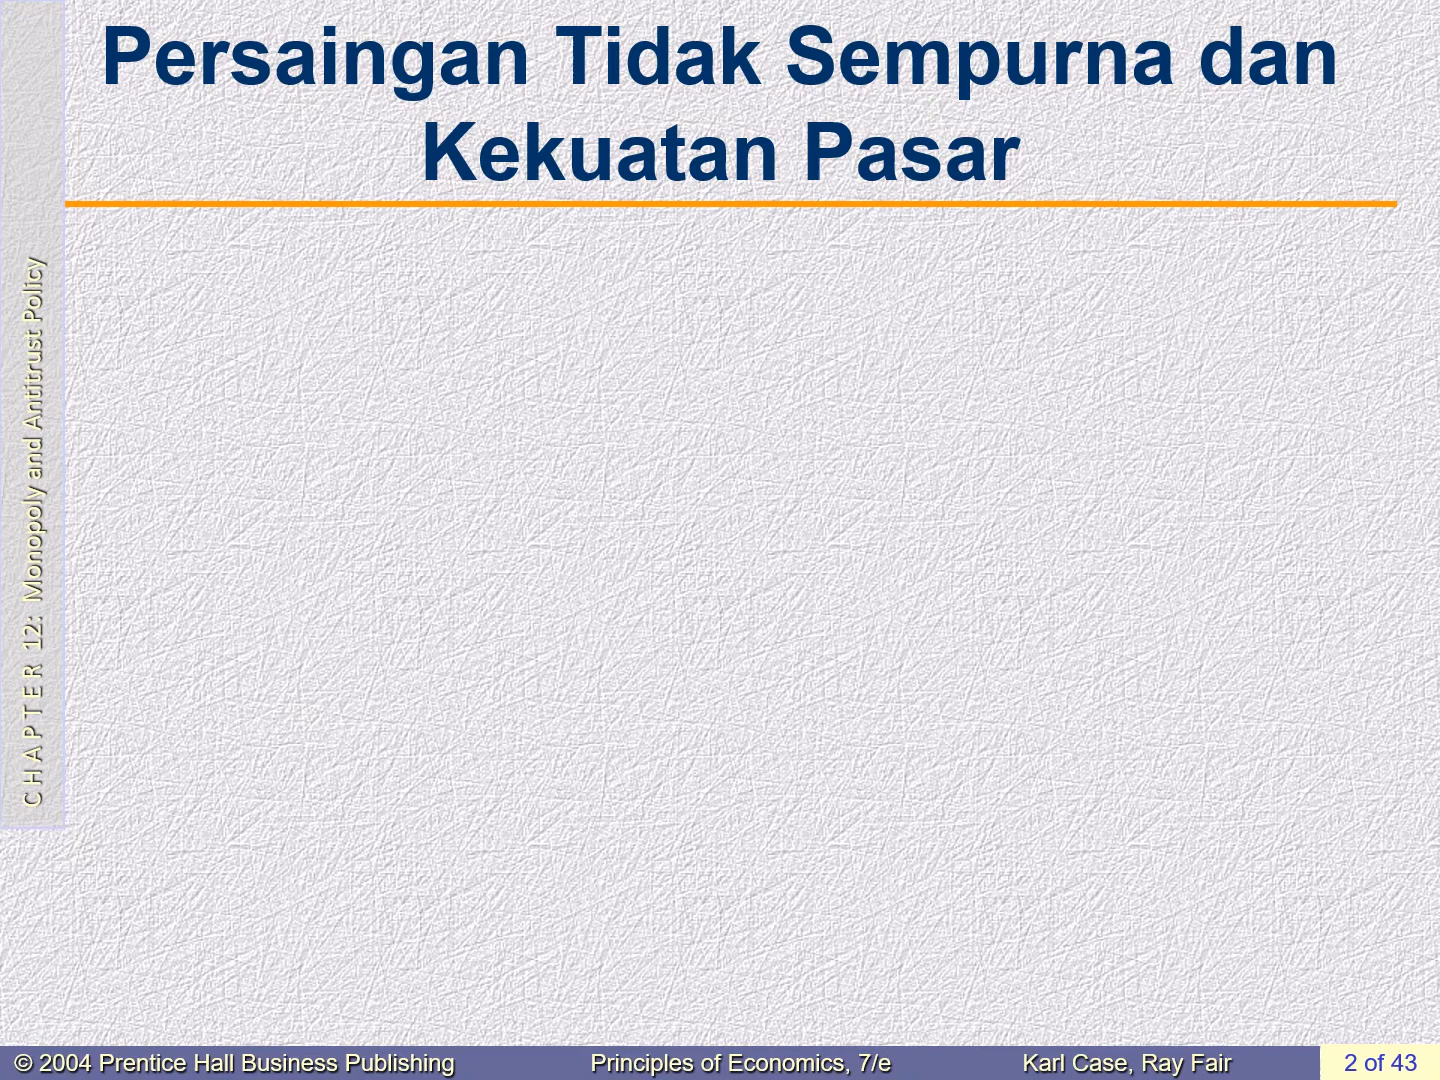 Persaingan Tidak Sempurna dan
Kekuatan Pasar
C H A P T E R 12: Monopoly and Antitrust Policy
© 2004 Prentice Hall Business Publishing
Principles of Economics, 7/e
Karl Case, Ray Fair
2 of 43